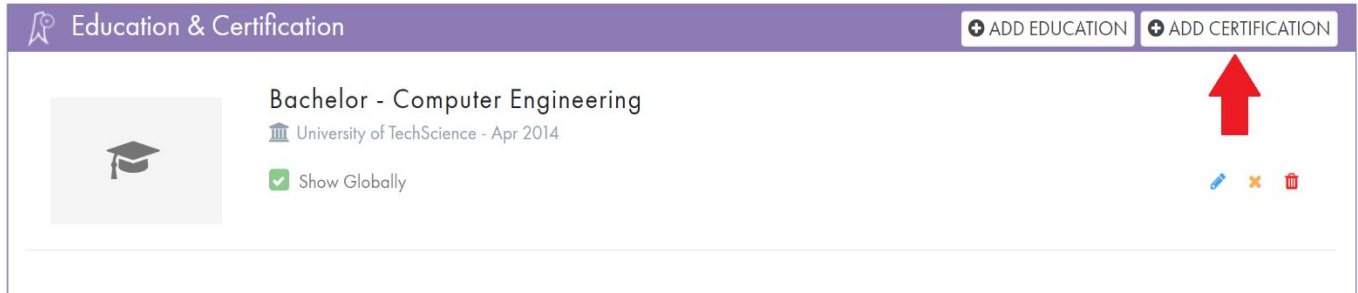 Education & Certification
ADD EDUCATION
ADD CERTIFICATION
Bachelor - Computer Engineering
University of TechScience - Apr 2014
Show Globally